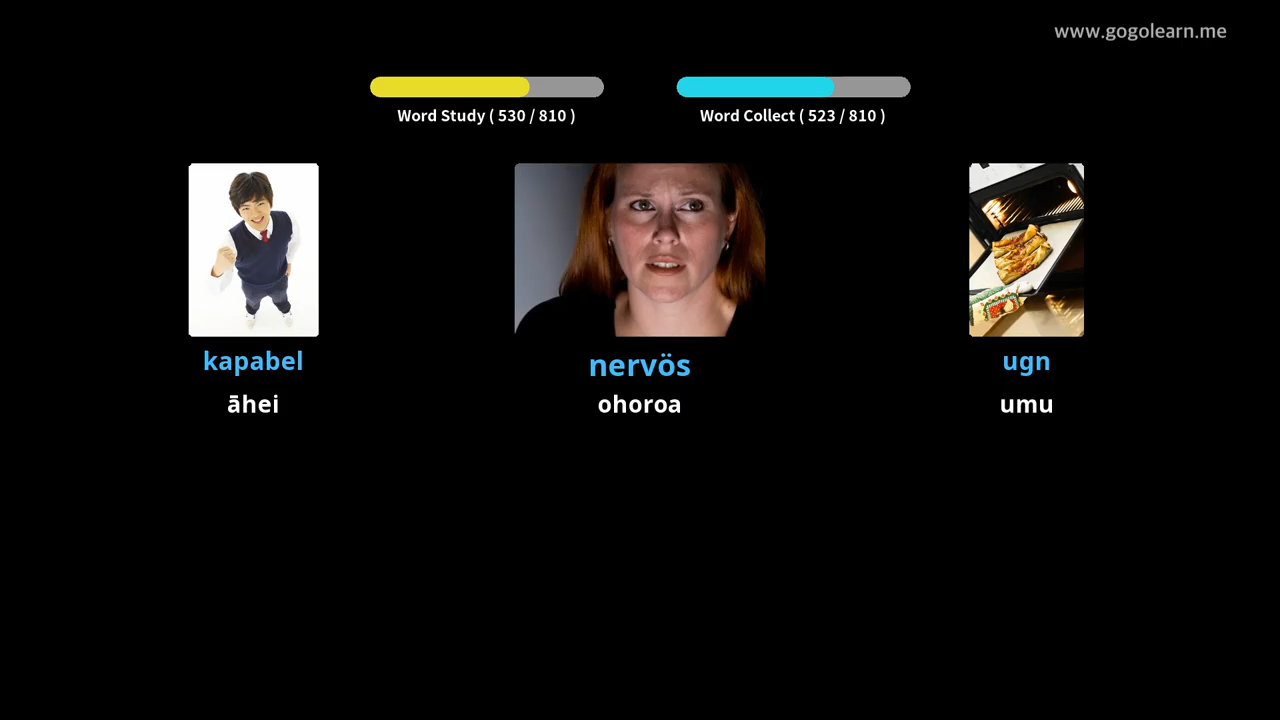 www.gogolearn.me
Word Study ( 530 / 810 )
Word Collect ( 523 / 810 )
kapabel
āhei
nervös
ohoroa
ugn
umu